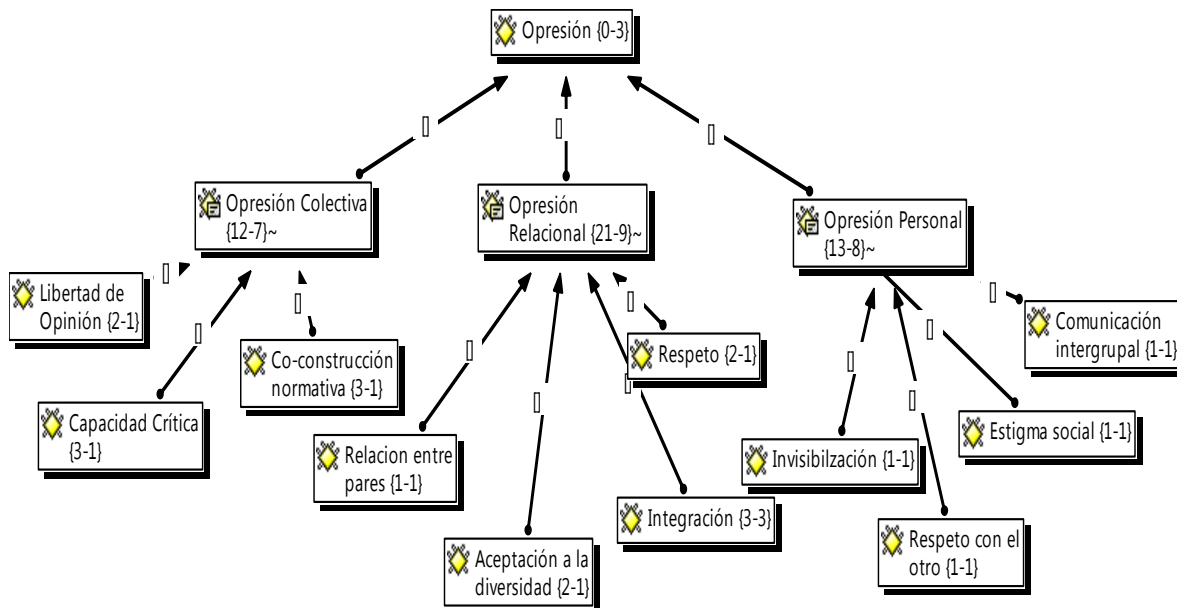 Opresión {0-3}
Opresión Colectiva
{12-7}~
Opresión
Relacional {21-9}~
Opresión Personal
{13-8}~
Libertad de
Opinión {2-1}
Co-construcción
normativa {3-1}
Capacidad Crítica
{3-1}
Relacion entre
pares {1-1}
Aceptación a la
diversidad {2-1}
Respeto {2-1}
Integración {3-3}
Invisibilzación {1-1}
Respeto con el
otro {1-1}
Estigma social {1-1}
Comunicación
intergrupal {1-1}